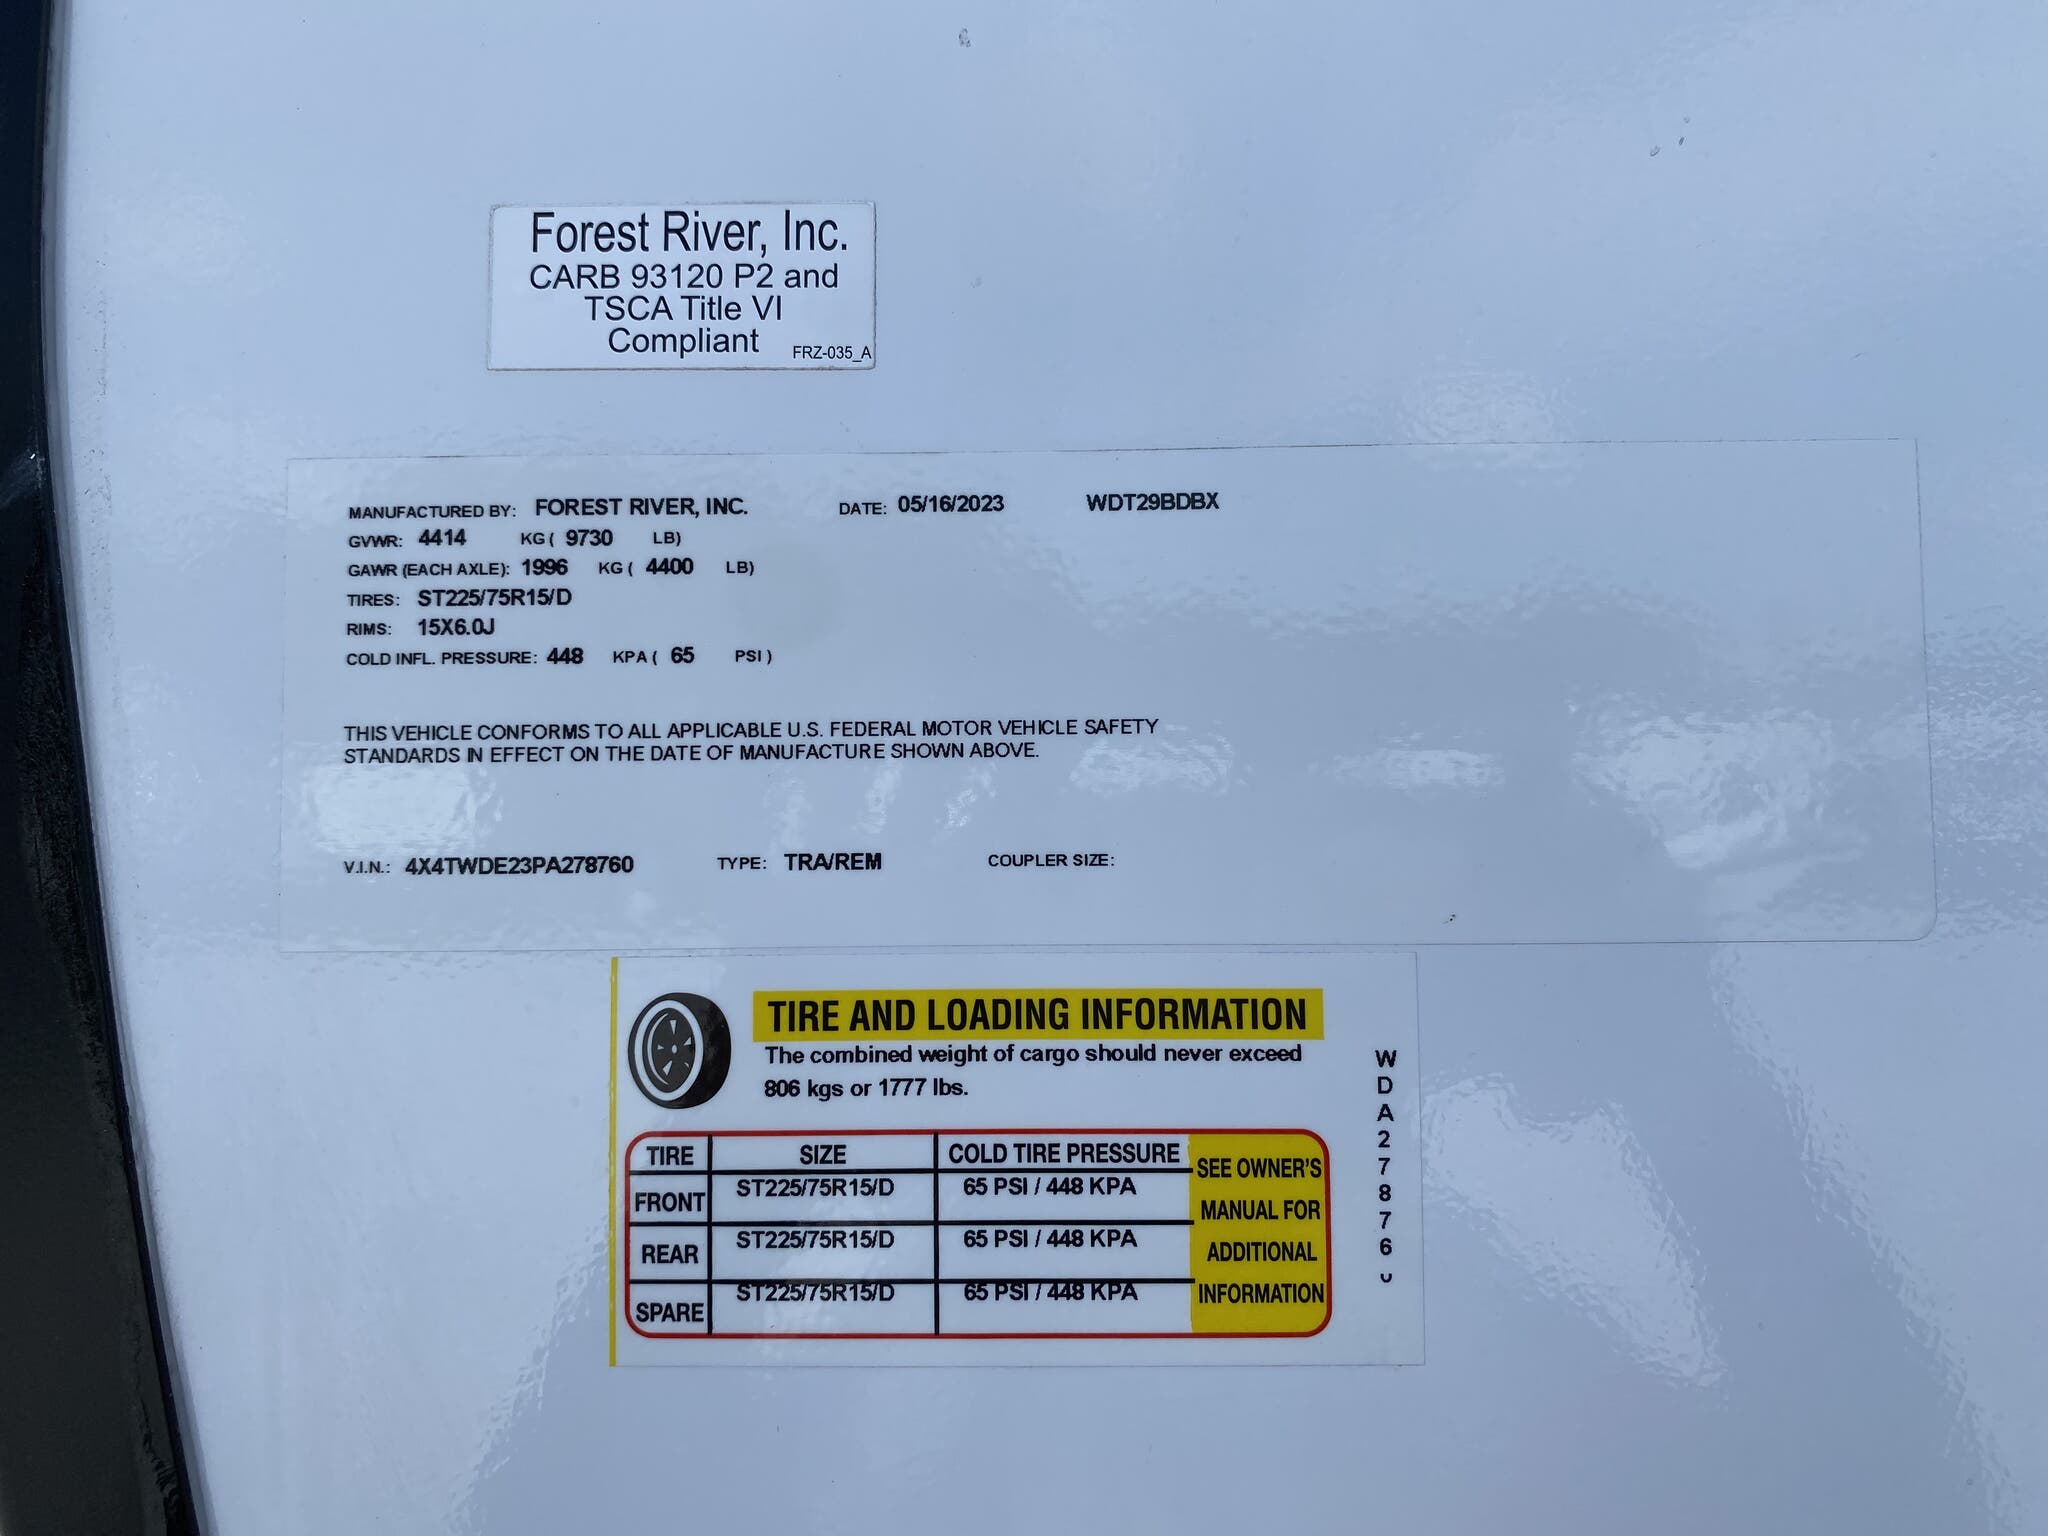 Forest River, Inc.
CARB 93120 P2 and
TSCA Title VI
Compliant FRZ-035_A
MANUFACTURED BY: FOREST RIVER, INC. DATE: 05/16/2023 WDT29BDBX
GVWR: 4414 KG ( 9730 LB)
GAWR (EACH AXLE): 1996 KG ( 4400 LB)
TIRES: ST225/75R15/D
RIMS: 15X6.0J
COLD INFL. PRESSURE: 448 KPA ( 65 PSI )
THIS VEHICLE CONFORMS TO ALL APPLICABLE U.S. FEDERAL MOTOR VEHICLE SAFETY
STANDARDS IN EFFECT ON THE DATE OF MANUFACTURE SHOWN ABOVE.
V.I.N.: 4X4TWDE23PA278760 TYPE: TRA/REM COUPLER SIZE:
TIRE AND LOADING INFORMATION
The combined weight of cargo should never exceed
806 kgs or 1777 lbs.
TIRE SIZE COLD TIRE PRESSURE
FRONT ST225/75R15/D 65 PSI / 448 KPA
REAR ST225/75R15/D 65 PSI / 448 KPA
SPARE ST225/75R15/D 65 PSI / 448 KPA
SEE OWNER'S
MANUAL FOR
ADDITIONAL
INFORMATION
WDA278760